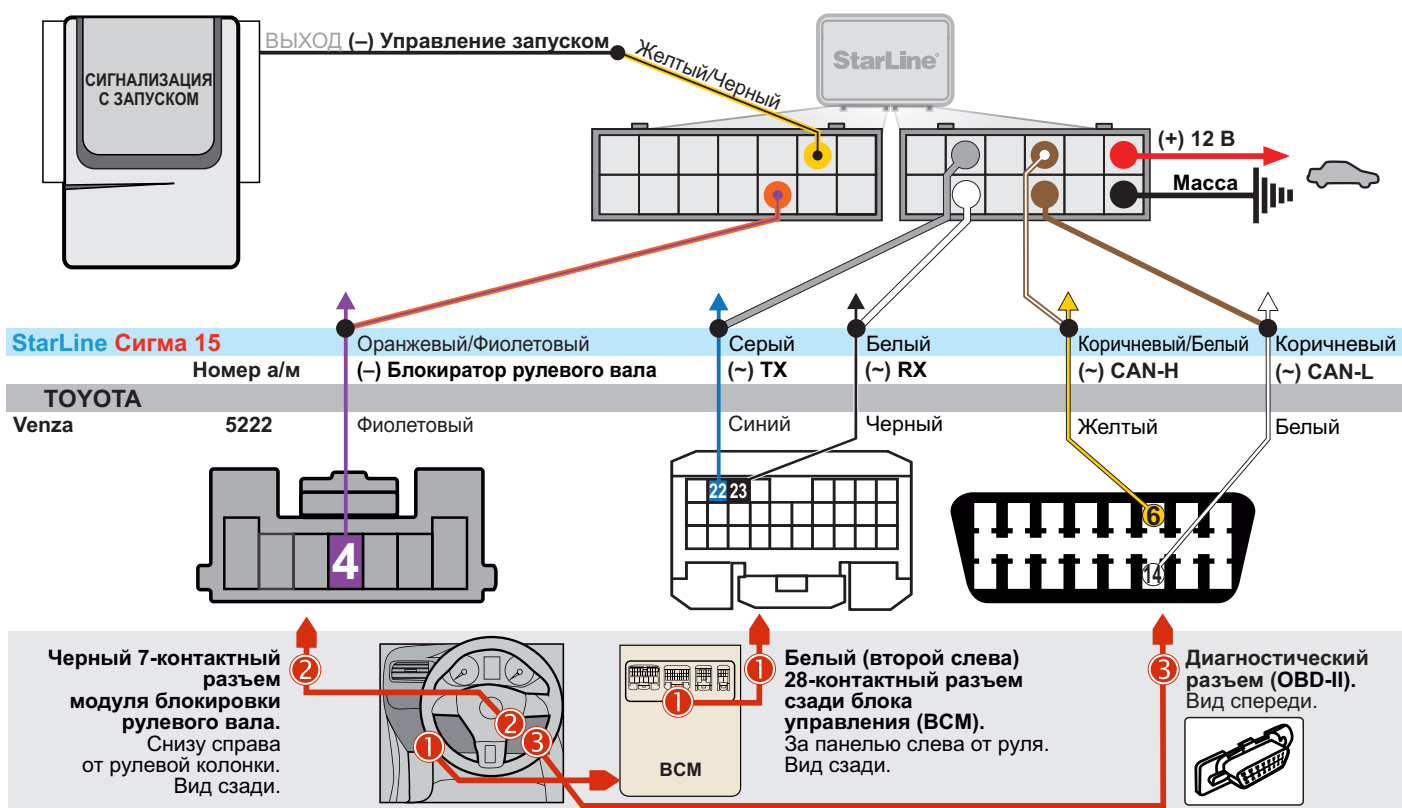 ВЫХОД (–) Управление запуском
Желтый/Черный
StarLine
СИГНАЛИЗАЦИЯ
С ЗАПУСКОМ
(+) 12 В
Масса
StarLine Сигма 15
Оранжевый/Фиолетовый
Серый
Белый
Коричневый/Белый
Коричневый
Номер а/м
(–) Блокиратор рулевого вала
(~) TX
(~) RX
(~) CAN-H
(~) CAN-L
TOYOTA
Venza
5222
Фиолетовый
Синий
Черный
Желтый
Белый
4
22 23
6
14
Черный 7-контактный
разъем
модуля блокировки
рулевого вала.
Снизу справа
от рулевой колонки.
Вид сзади.
2
2
1
3
1
BCM
1
Белый (второй слева)
28-контактный разъем
сзади блока
управления (BCM).
За панелью слева от руля.
Вид сзади.
3
Диагностический
разъем (OBD-II).
Вид спереди.